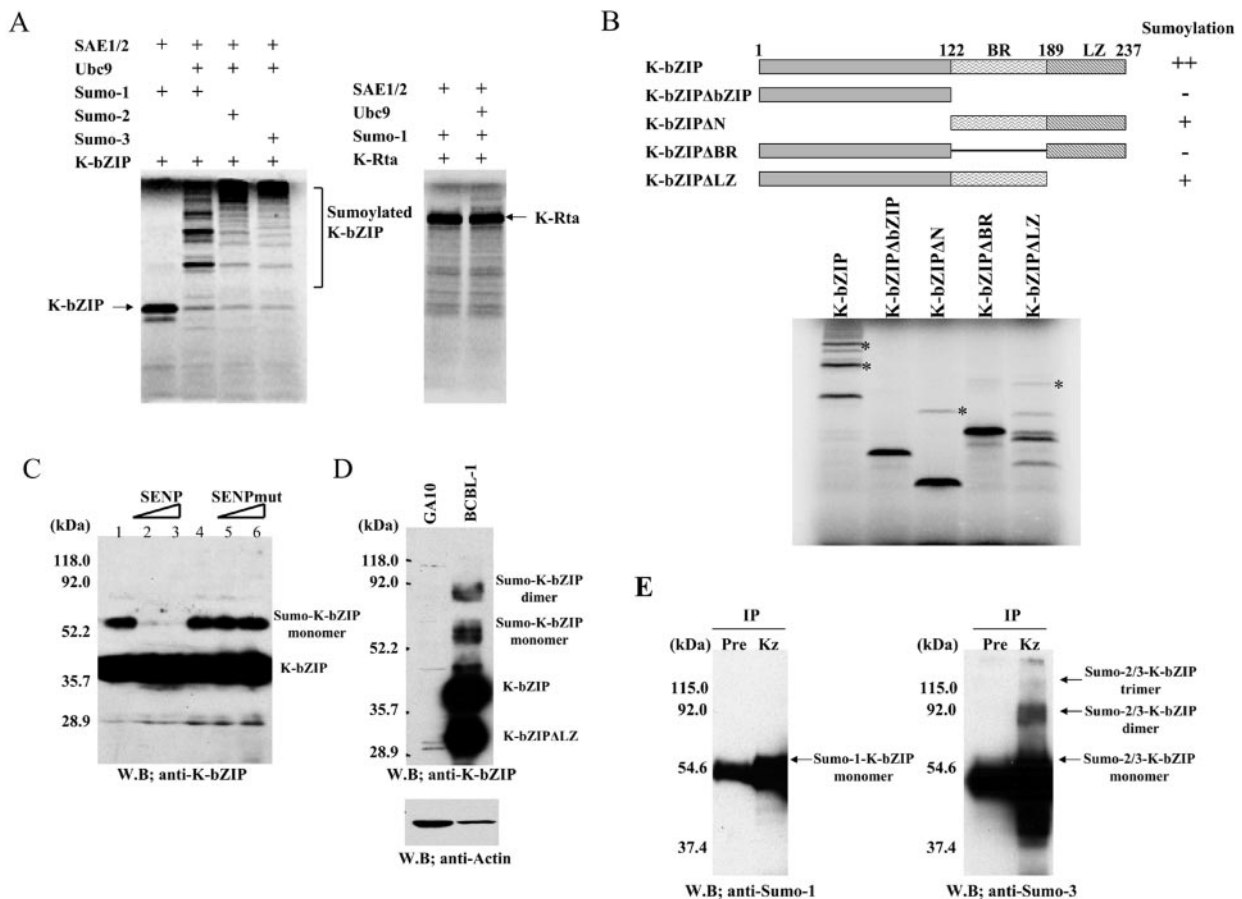 A
SAE1/2 + + + +
Ubc9 + + +
Sumo-1 + +
Sumo-2 +
Sumo-3 +
K-bZIP + + + +
Sumoylated
K-bZIP
K-bZIP
SAE1/2 + +
Ubc9 +
Sumo-1 + +
K-Rta + +
K-Rta
B
Sumoylation
1 122 BR 189 LZ 237
K-bZIP ++
K-bZIPΔbZIP -
K-bZIPΔN +
K-bZIPΔBR -
K-bZIPΔLZ +
K-bZIP
K-bZIPΔbZIP
K-bZIPΔN
K-bZIPΔBR
K-bZIPΔLZ
*
*
*
*
C
SENP SENPmut
(kDa) 1 2 3 4 5 6
118.0
92.0
52.2
35.7
28.9
Sumo-K-bZIP
monomer
K-bZIP
W.B; anti-K-bZIP
D
GA10
BCBL-1
(kDa)
118.0
92.0
52.2
35.7
28.9
Sumo-K-bZIP
dimer
Sumo-K-bZIP
monomer
K-bZIP
K-bZIPΔLZ
W.B; anti-K-bZIP
W.B; anti-Actin
E
IP
(kDa) Pre Kz
115.0
92.0
54.6
37.4
Sumo-1-K-bZIP
monomer
W.B; anti-Sumo-1
IP
(kDa) Pre Kz
115.0
92.0
54.6
37.4
Sumo-2/3-K-bZIP
trimer
Sumo-2/3-K-bZIP
dimer
Sumo-2/3-K-bZIP
monomer
W.B; anti-Sumo-3